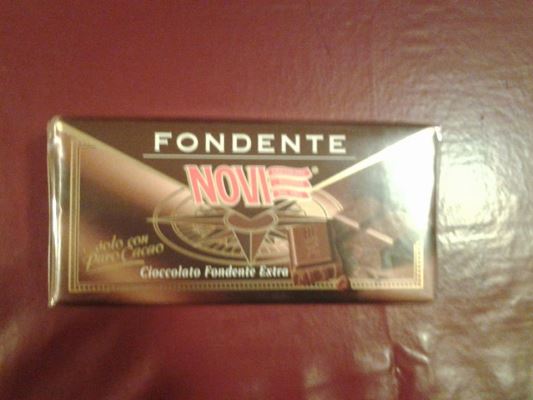 FONDENTE
NOVI
Solo con
Puro Cacao
Cioccolato Fondente Extra